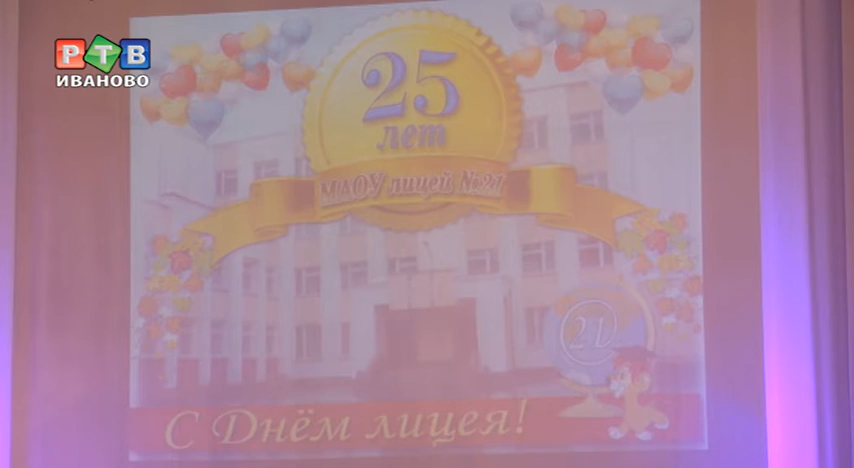 РТВ
ИВАНОВО
25
лет
МАОУ лицей №21
21
С Днём лицея!